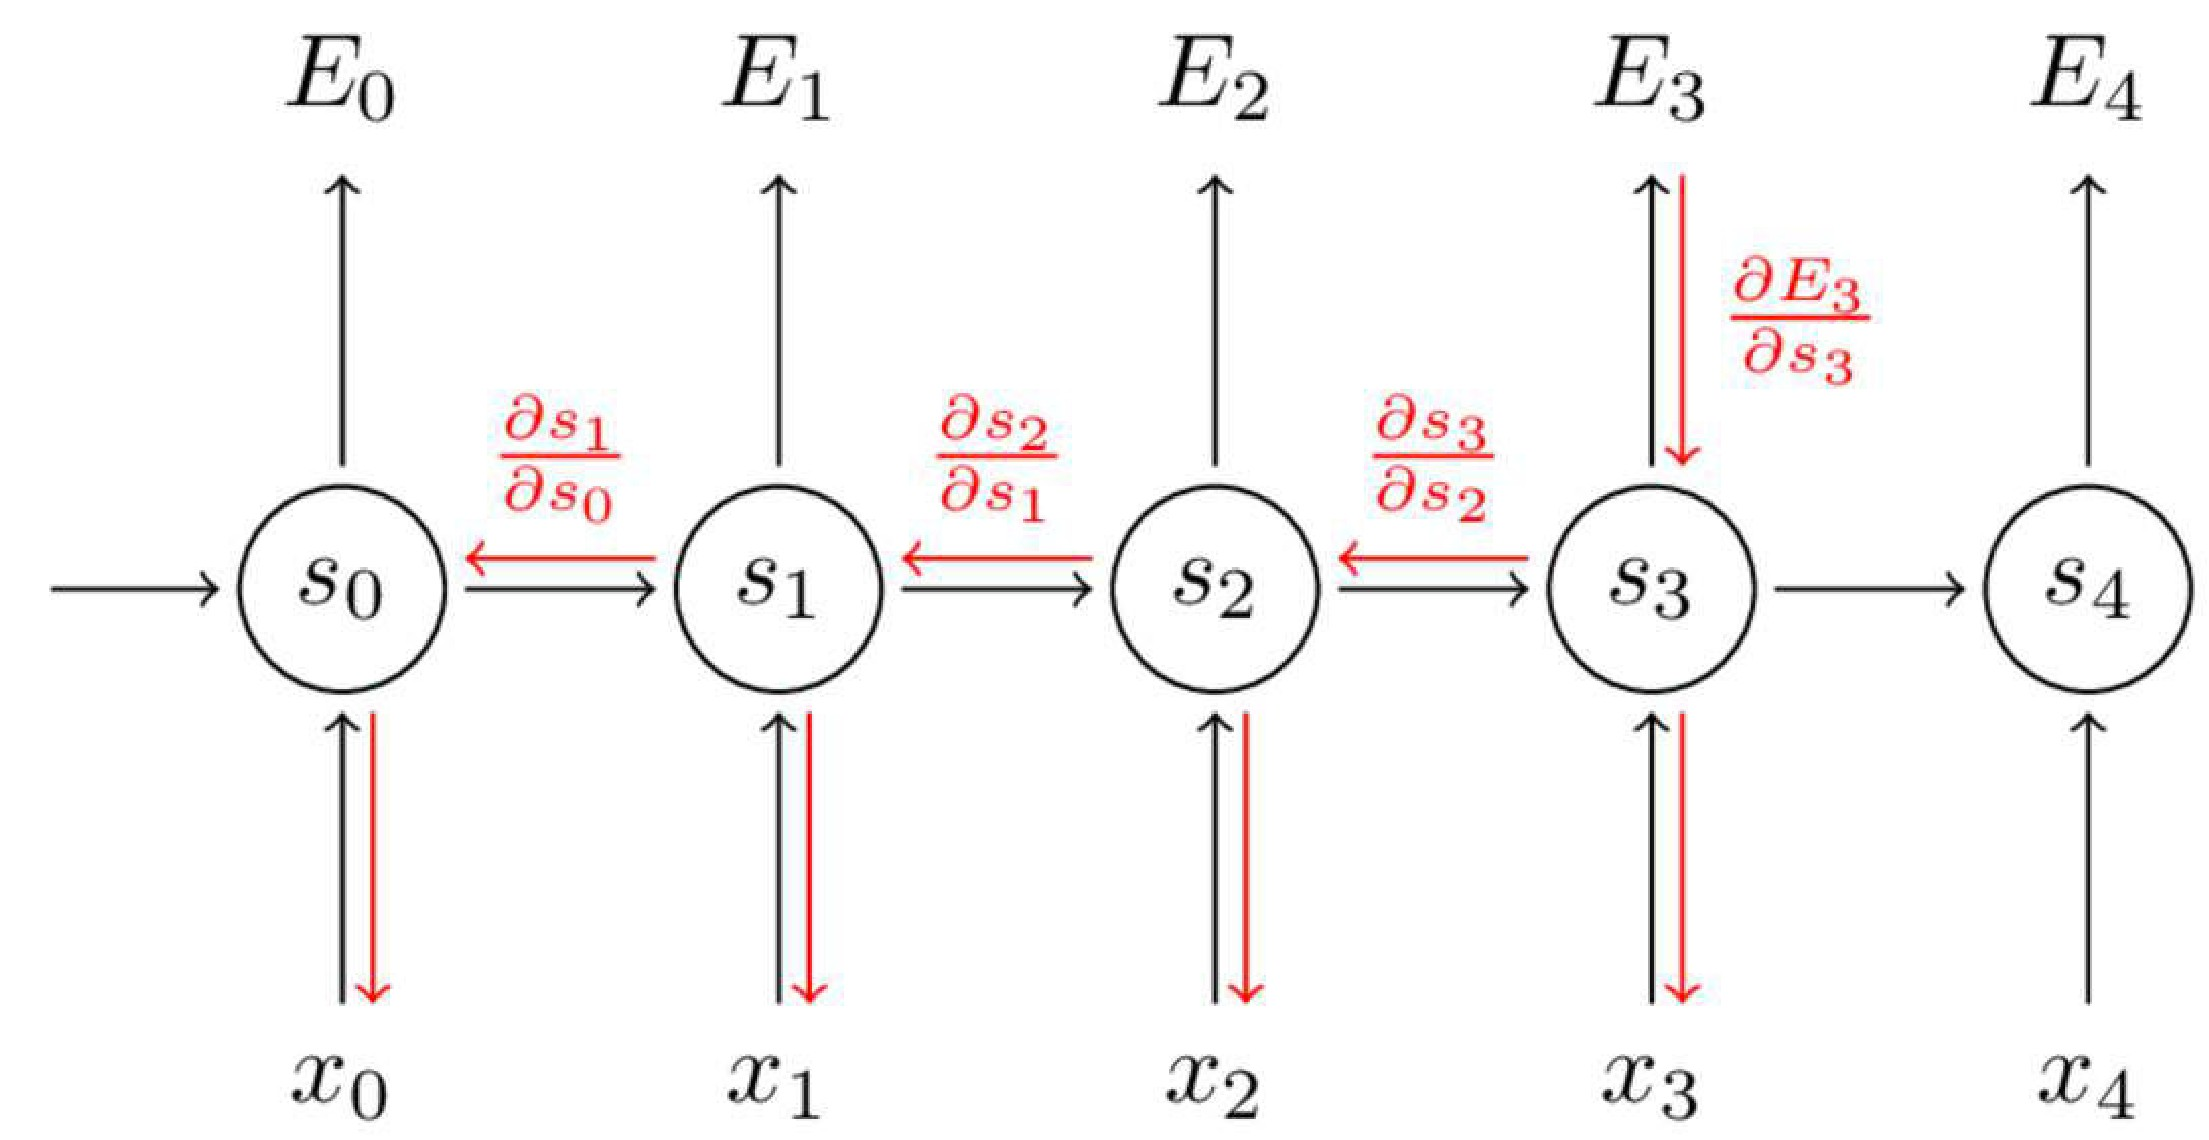 E₀ E₁ E₂ E₃ E₄
∂E₃/∂s₃
∂s₁/∂s₀ ∂s₂/∂s₁ ∂s₃/∂s₂
s₀ s₁ s₂ s₃ s₄
x₀ x₁ x₂ x₃ x₄